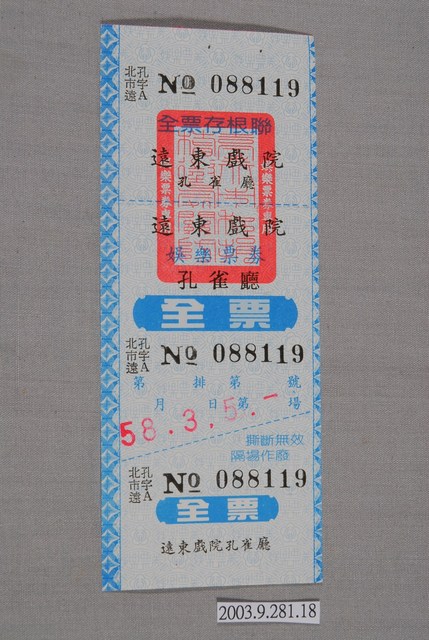 北市遠 孔字A № 088119
全票存根聯
遠東戲院
孔雀廳
遠東戲院
娛樂票券
孔雀廳
全票
北市遠 孔字A № 088119
第 排 第 號
月 日 第 場
58.3.5.-
撕斷無效
隔場作廢
北市遠 孔字A № 088119
全票
遠東戲院孔雀廳
2003.9.281.18